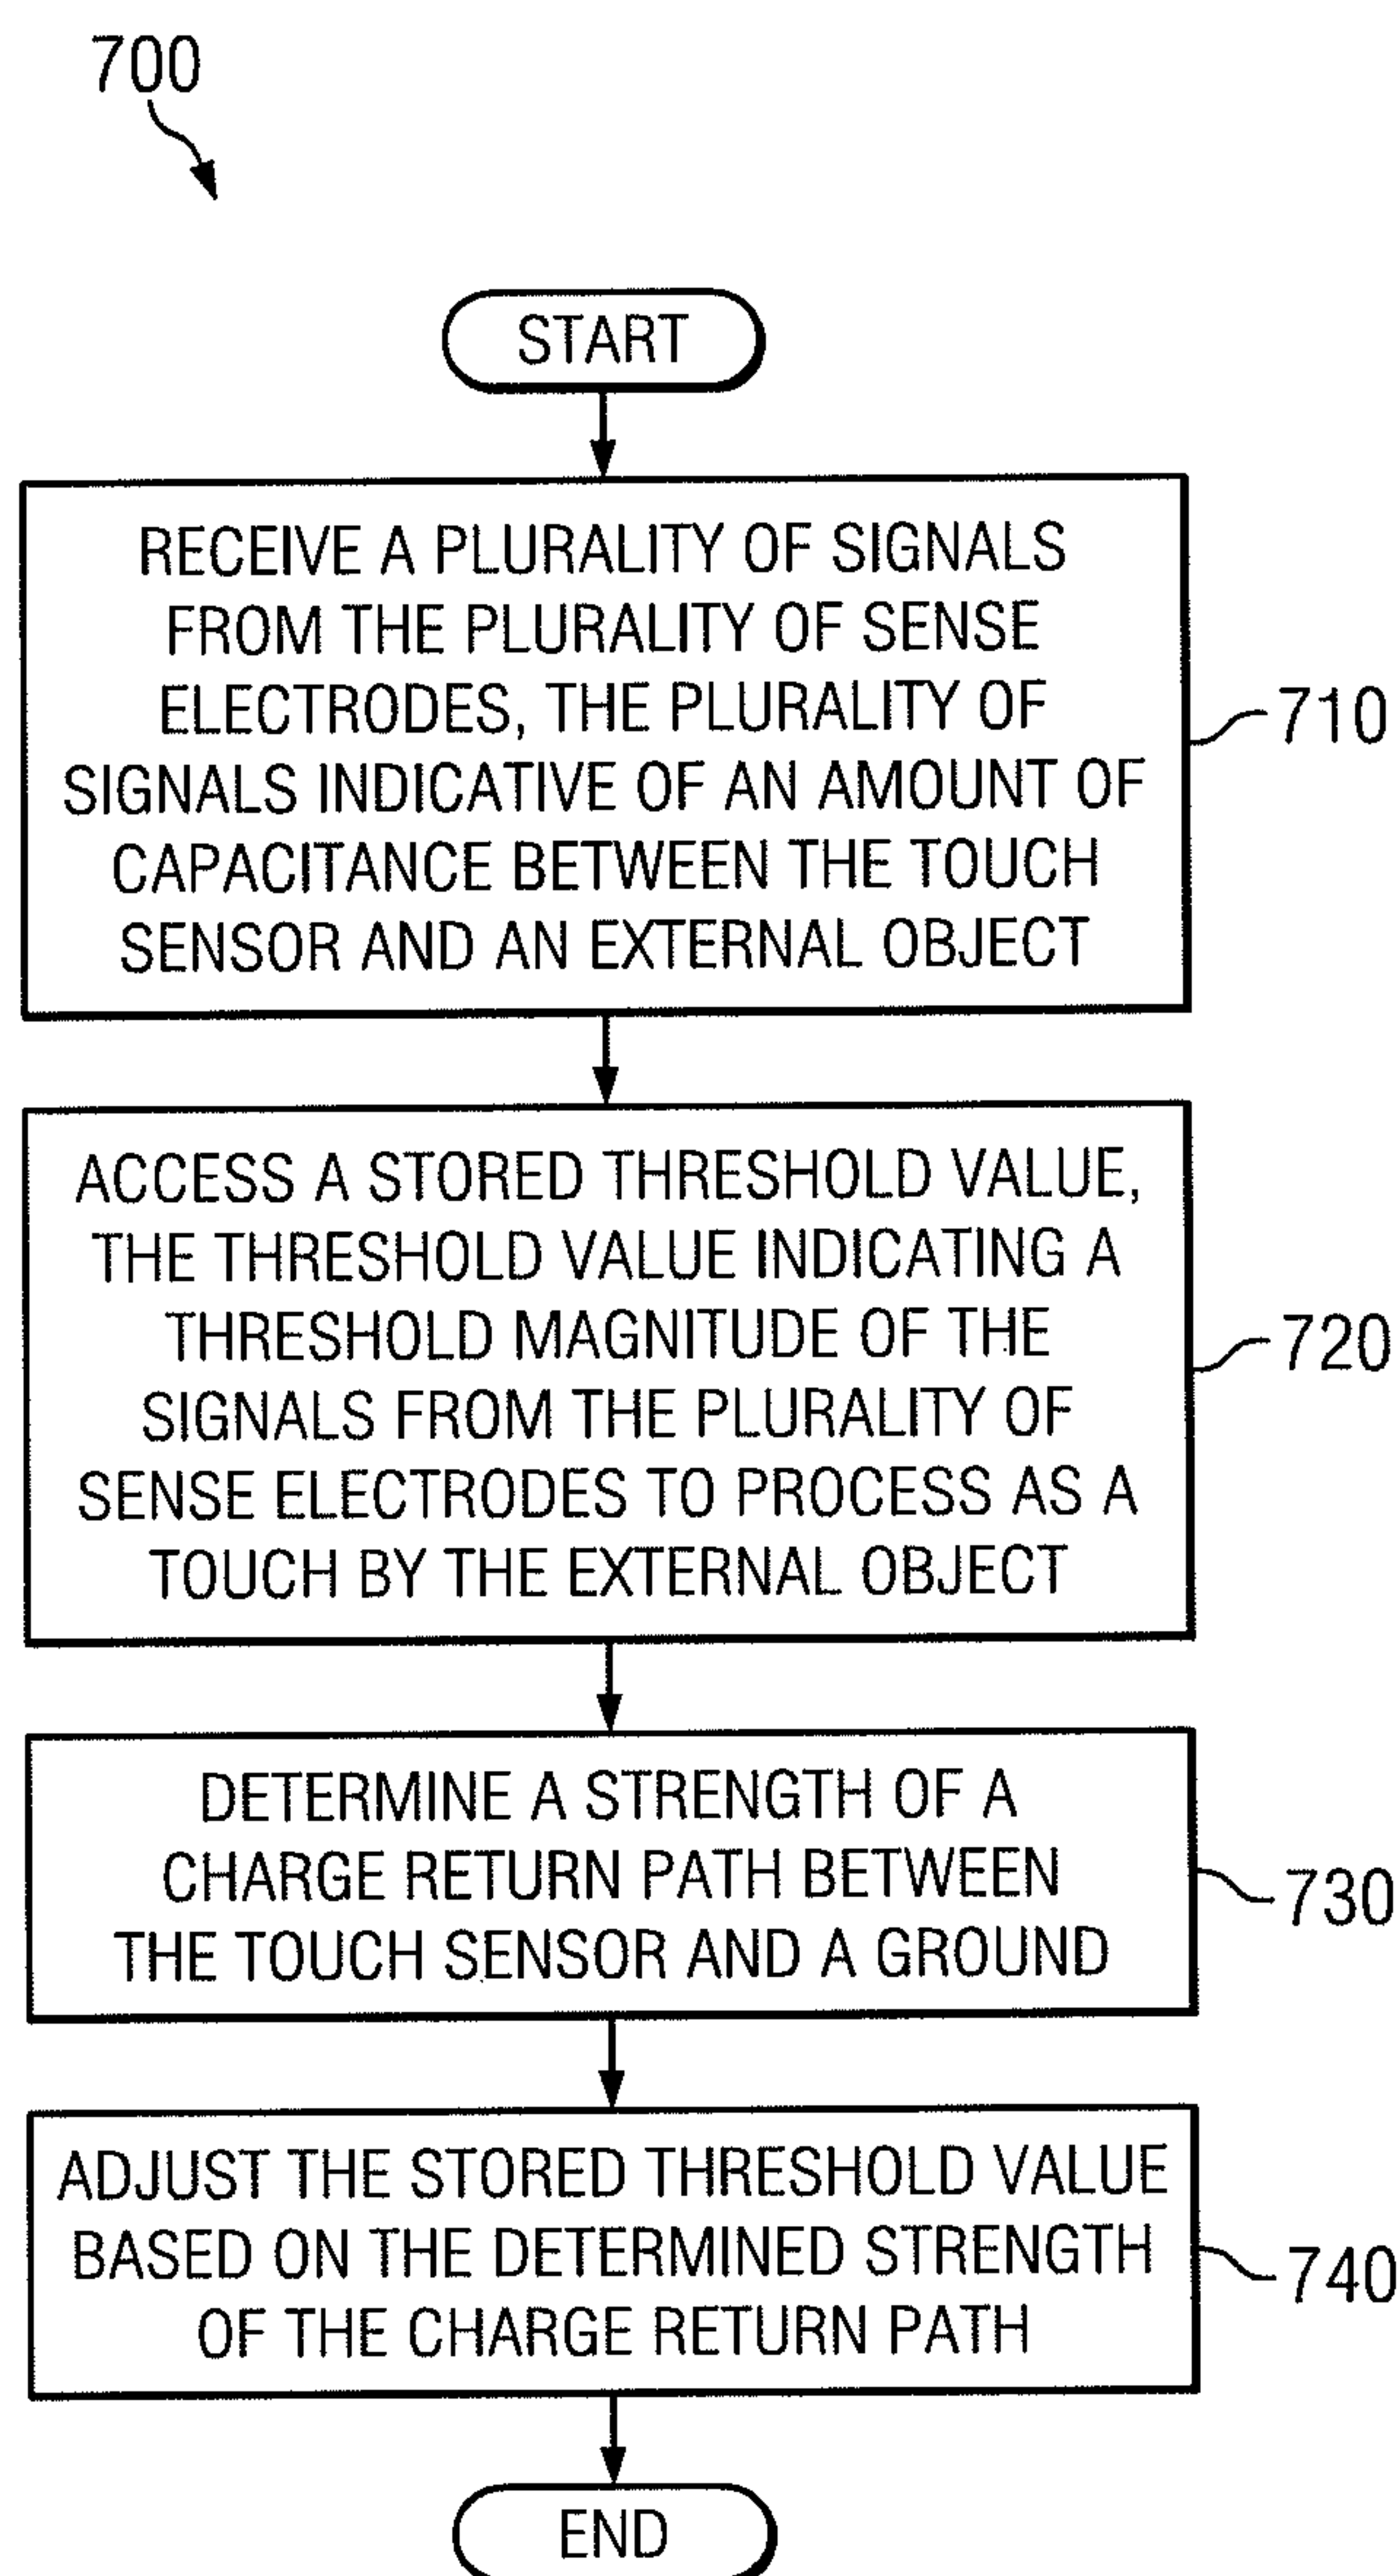 700
START
RECEIVE A PLURALITY OF SIGNALS
FROM THE PLURALITY OF SENSE
ELECTRODES, THE PLURALITY OF
SIGNALS INDICATIVE OF AN AMOUNT OF
CAPACITANCE BETWEEN THE TOUCH
SENSOR AND AN EXTERNAL OBJECT
710
ACCESS A STORED THRESHOLD VALUE,
THE THRESHOLD VALUE INDICATING A
THRESHOLD MAGNITUDE OF THE
SIGNALS FROM THE PLURALITY OF
SENSE ELECTRODES TO PROCESS AS A
TOUCH BY THE EXTERNAL OBJECT
720
DETERMINE A STRENGTH OF A
CHARGE RETURN PATH BETWEEN
THE TOUCH SENSOR AND A GROUND
730
ADJUST THE STORED THRESHOLD VALUE
BASED ON THE DETERMINED STRENGTH
OF THE CHARGE RETURN PATH
740
END